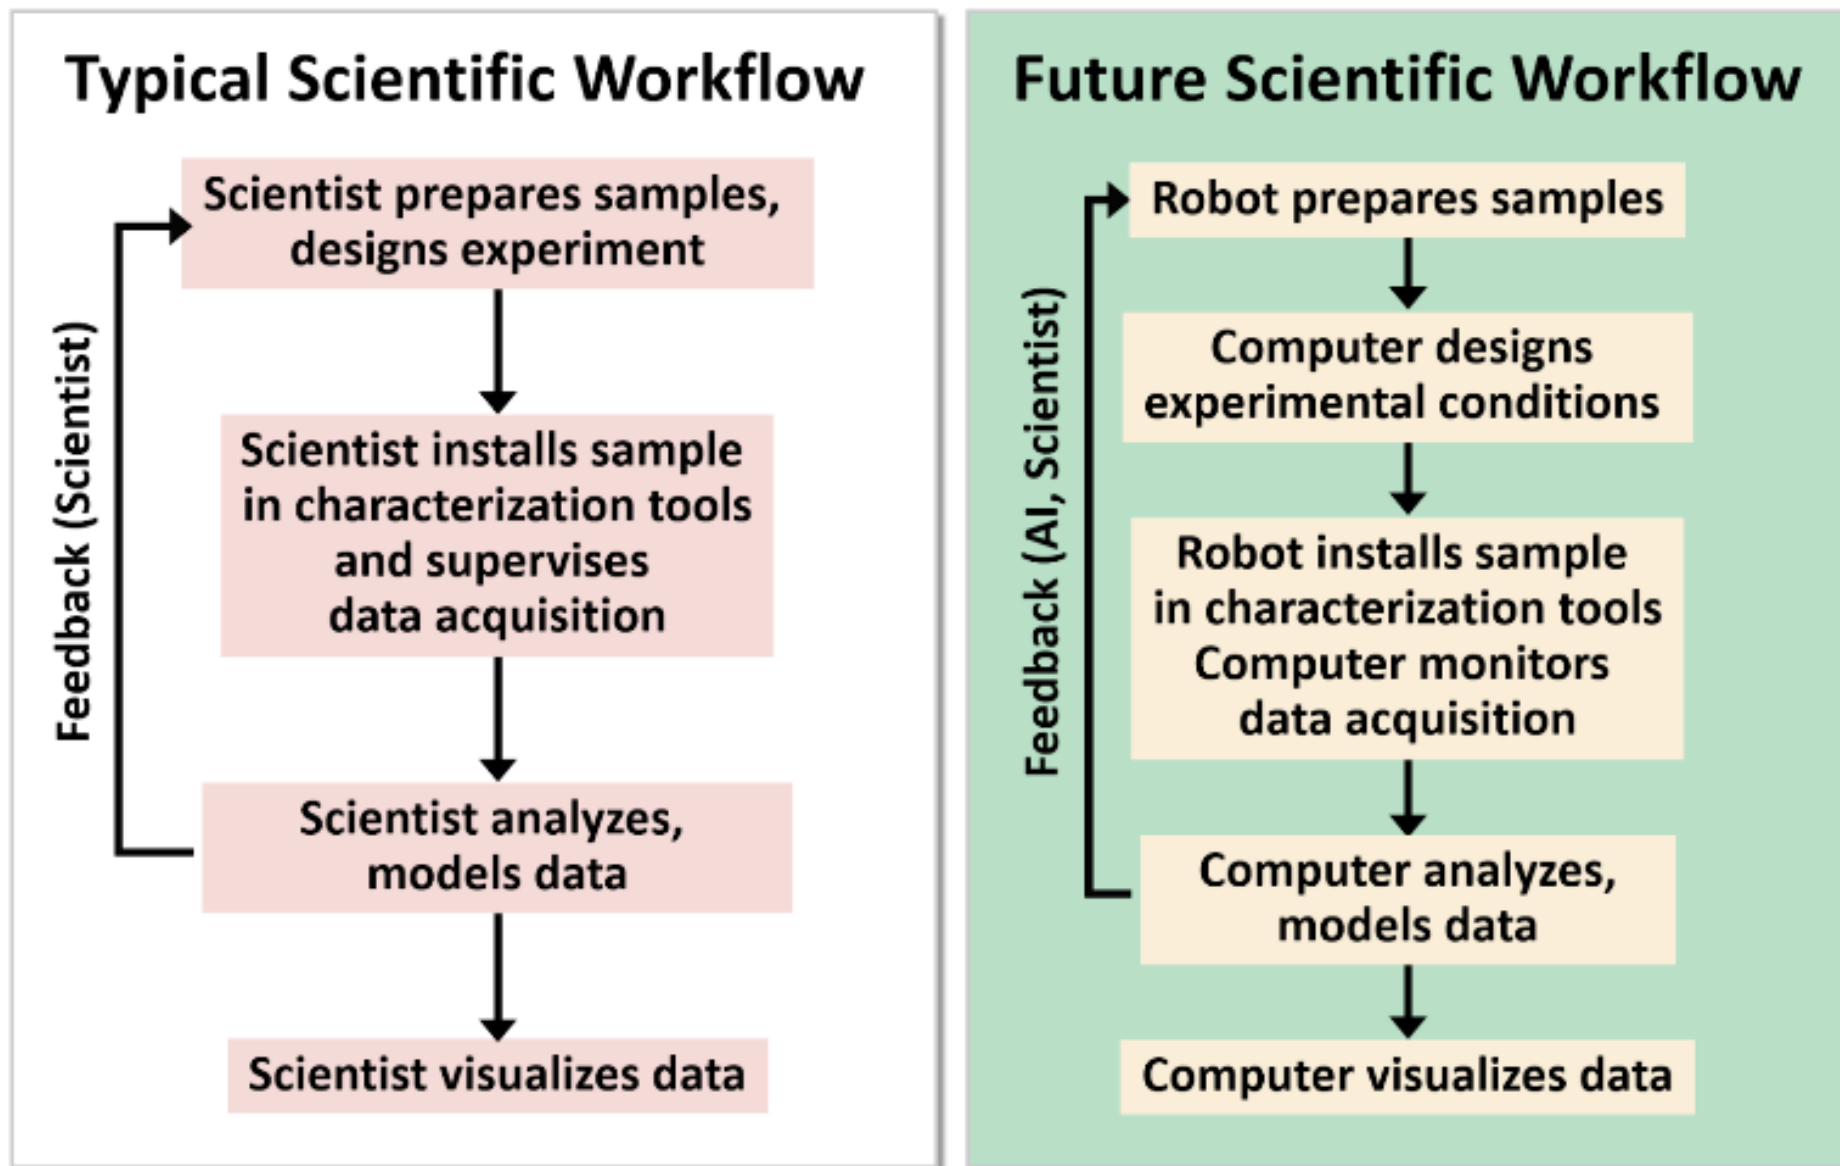 Typical Scientific Workflow
Scientist prepares samples,
designs experiment
Feedback (Scientist)
Scientist installs sample
in characterization tools
and supervises
data acquisition
Scientist analyzes,
models data
Scientist visualizes data
Future Scientific Workflow
Robot prepares samples
Computer designs
experimental conditions
Feedback (AI, Scientist)
Robot installs sample
in characterization tools
Computer monitors
data acquisition
Computer analyzes,
models data
Computer visualizes data